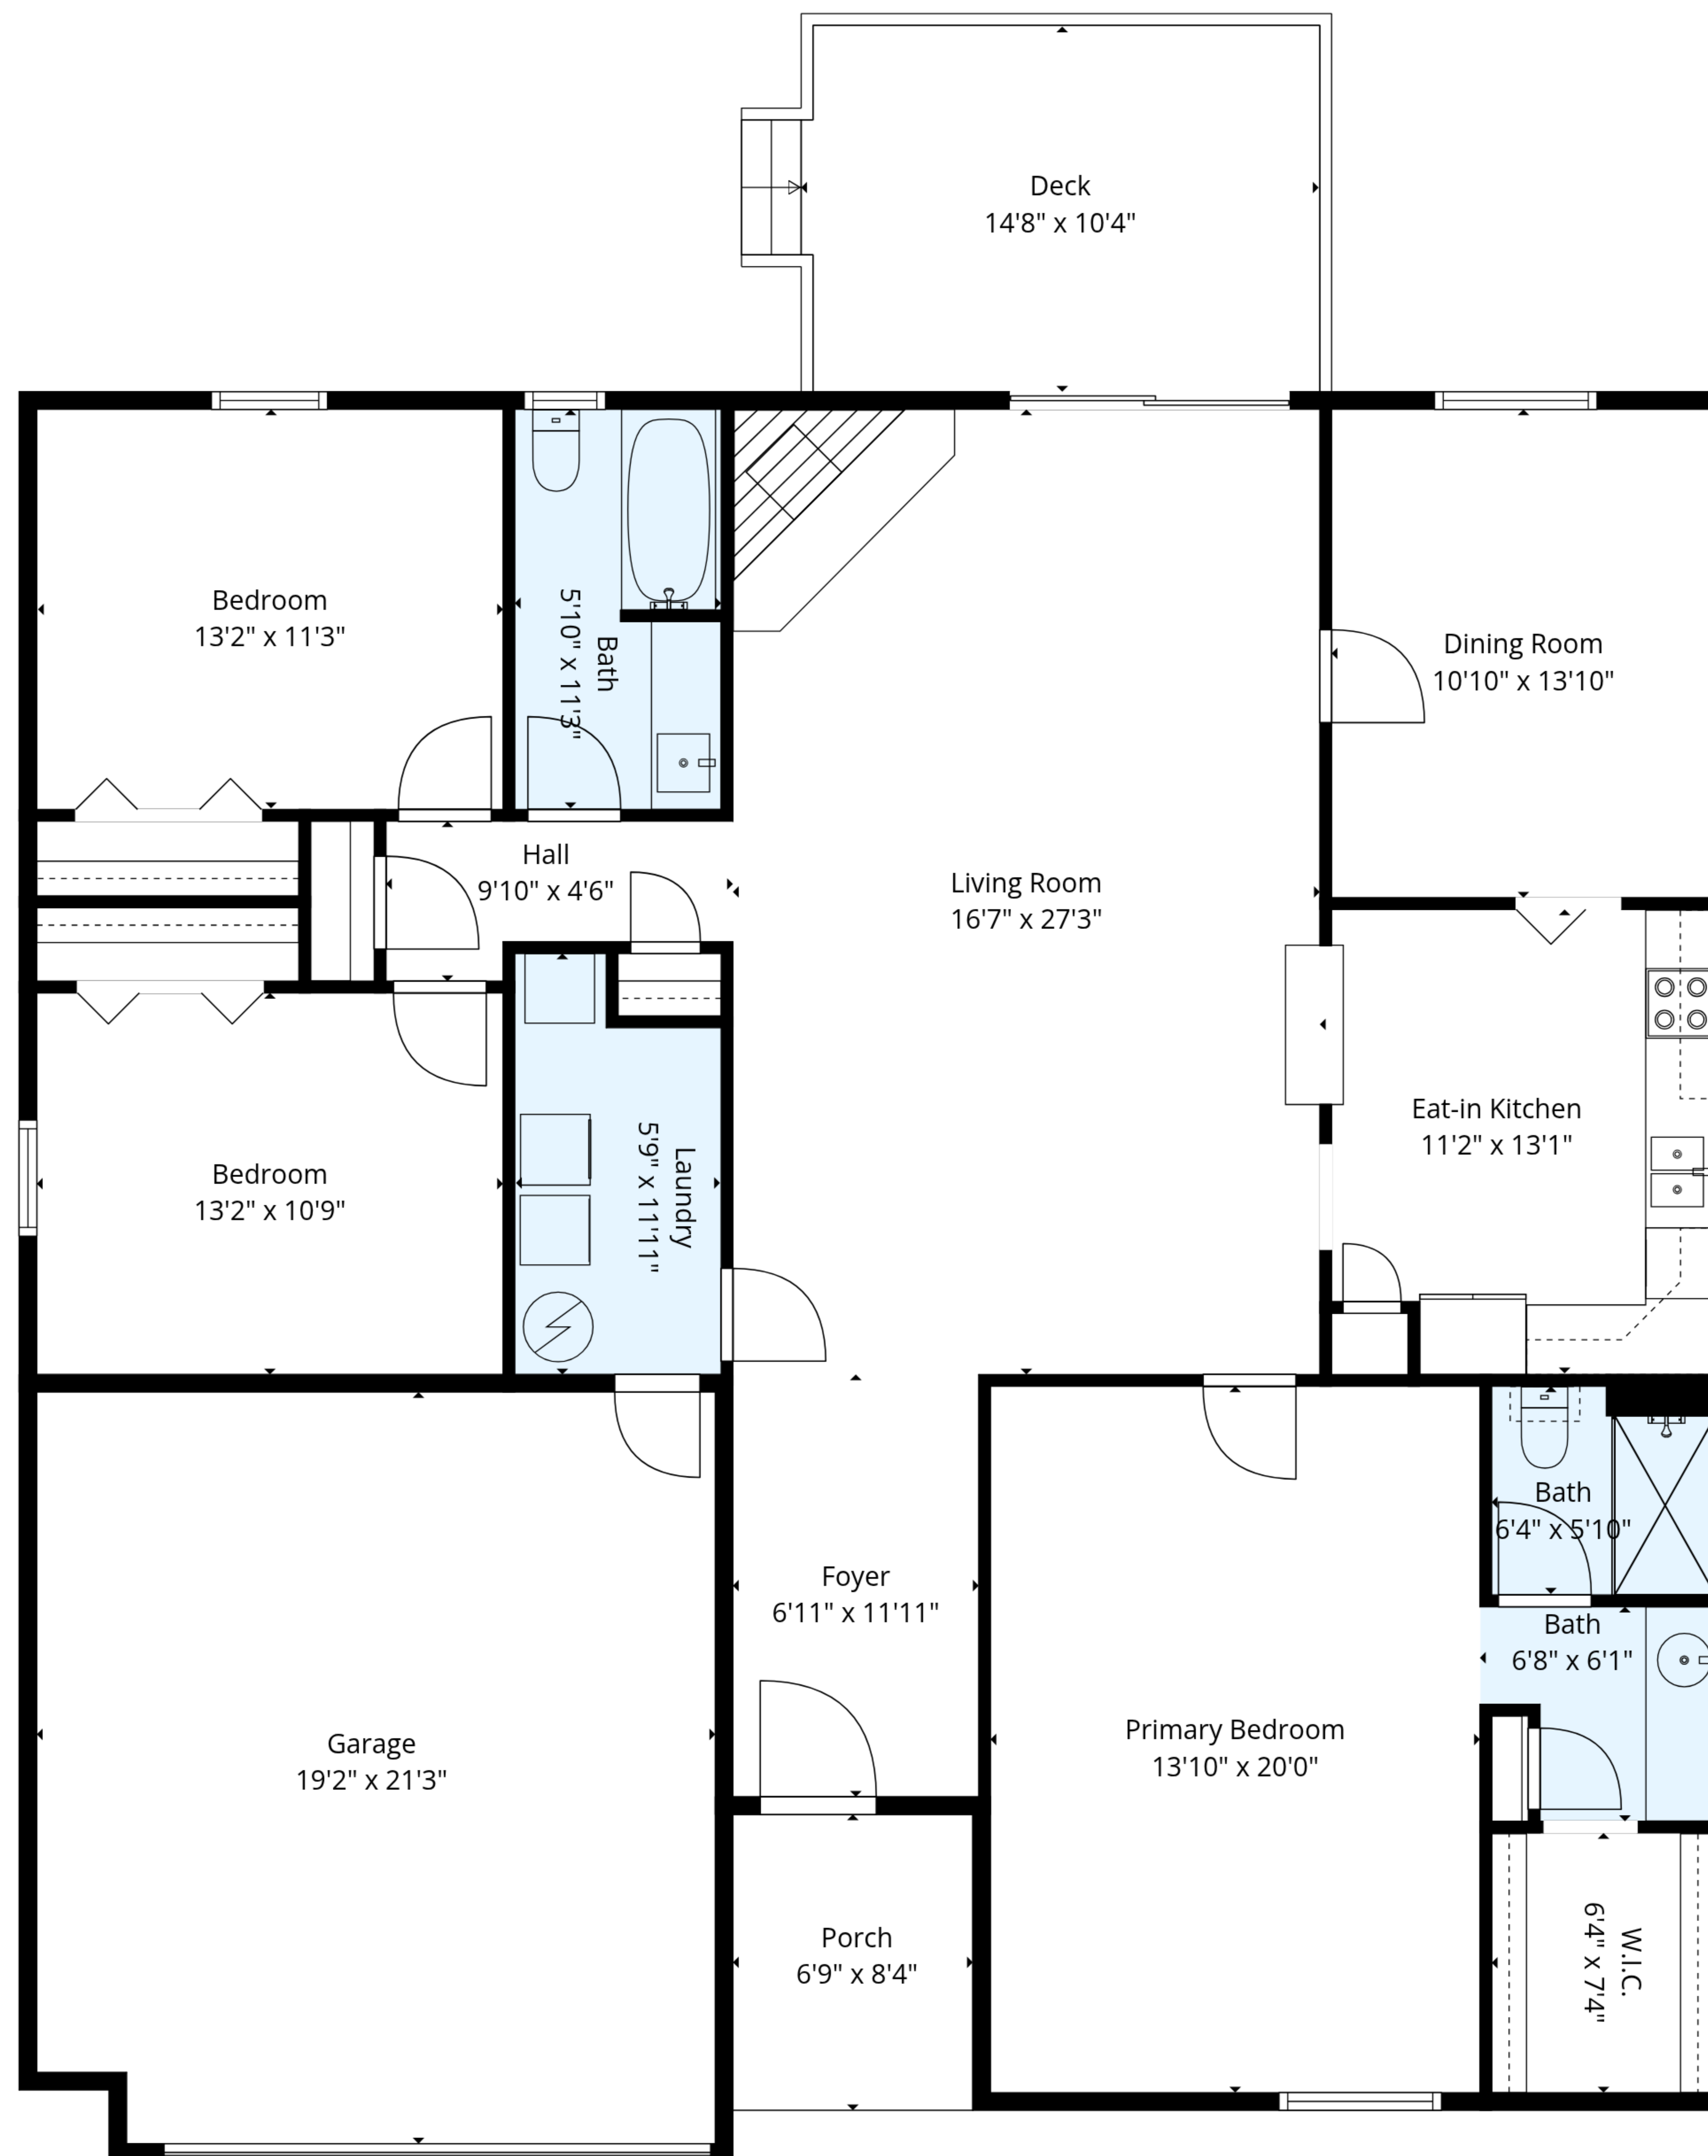 Deck
14'8" x 10'4"
Bedroom
13'2" x 11'3"
Bath
5'10" x 11'3"
Dining Room
10'10" x 13'10"
Hall
9'10" x 4'6"
Living Room
16'7" x 27'3"
Eat-in Kitchen
11'2" x 13'1"
Bedroom
13'2" x 10'9"
Laundry
5'9" x 11'11"
Bath
6'4" x 5'10"
Foyer
6'11" x 11'11"
Bath
6'8" x 6'1"
Garage
19'2" x 21'3"
Primary Bedroom
13'10" x 20'0"
Porch
6'9" x 8'4"
W.I.C.
6'4" x 7'4"